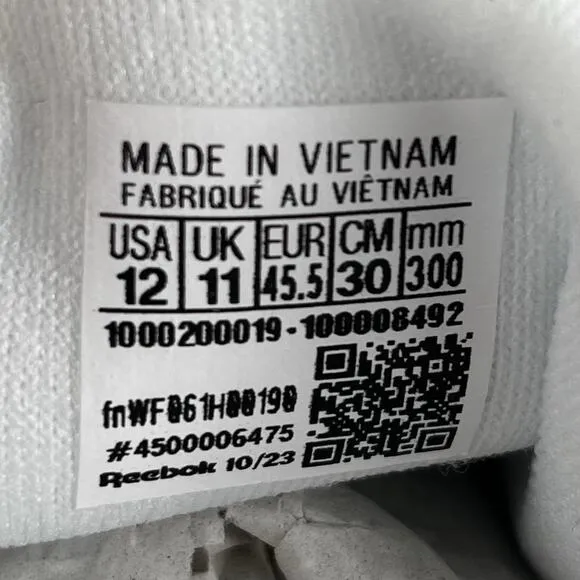 MADE IN VIETNAM
FABRIQUÉ AU VIÊTNAM
USA UK EUR CM mm
12 11 45.5 30 300
1000200019-100008492
#4500006475
Reebok 10/23